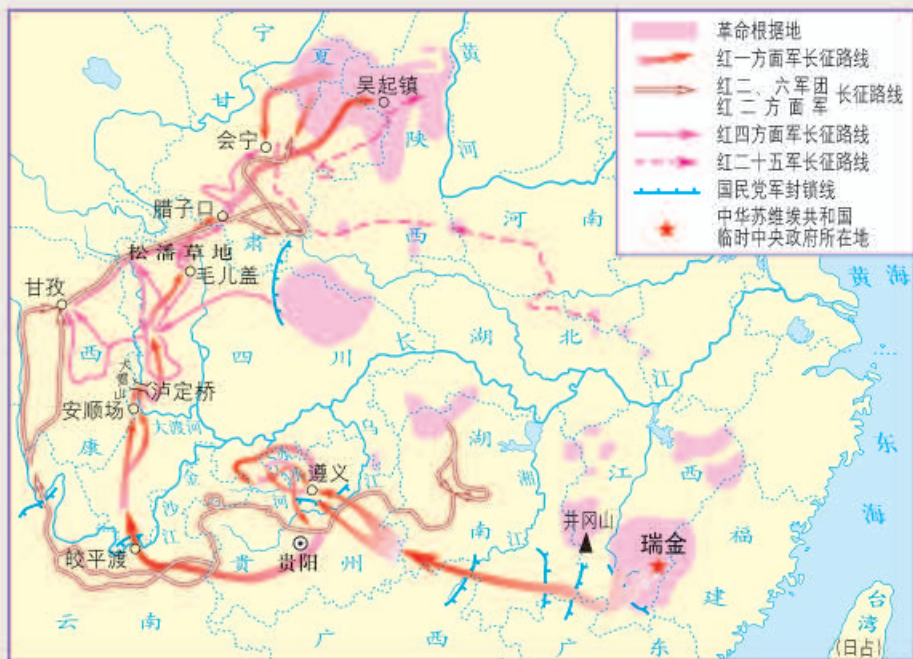 革命根据地
红一方面军长征路线
红二、六军团
红二方面军
长征路线
红四方面军长征路线
红二十五军长征路线
国民党军封锁线
中华苏维埃共和国
临时中央政府所在地
宁
夏
黄
甘
吴起镇
陕
会宁
河
腊子口
肃
西
河
南
松潘草地
毛儿盖
甘孜
黄
海
西
四
川
长
湖
北
江
大雪山
泸定桥
安顺场
大渡河
乌
湖
东
康
金
赤
水
河
遵义
江
湘
江
西
沙
江
南
江
井冈山
瑞金
福
海
皎平渡
贵
贵阳
州
建
云
南
广
西
广
东
台
湾
(日占)